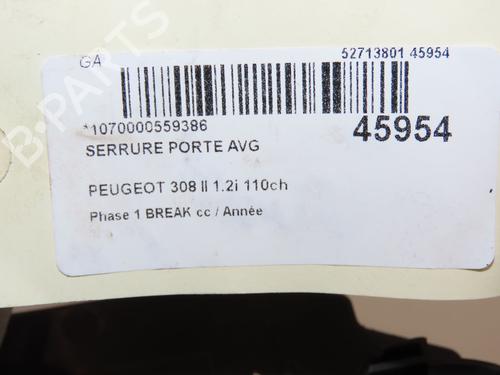 GA
52713801 45954
*1070000559386
45954
SERRURE PORTE AVG
PEUGEOT 308 II 1.2i 110ch
Phase 1 BREAK cc / Année
B-PARTS